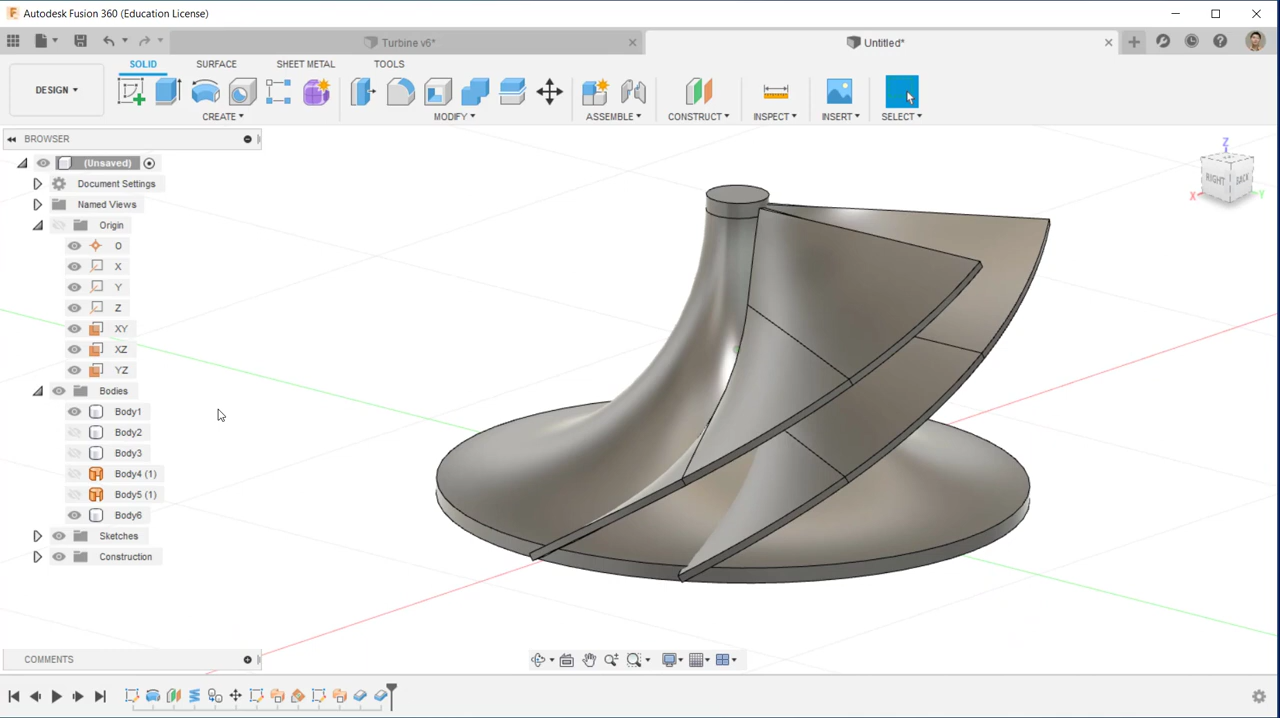 Autodesk Fusion 360 (Education License)
Turbine v6*
Untitled*
SOLID SURFACE SHEET METAL TOOLS
DESIGN
CREATE MODIFY ASSEMBLE CONSTRUCT INSPECT INSERT SELECT
BROWSER
(Unsaved)
Document Settings
Named Views
Origin
O
X
Y
Z
XY
XZ
YZ
Bodies
Body1
Body2
Body3
Body4 (1)
Body5 (1)
Body6
Sketches
Construction
Z
RIGHT BACK
X Y
COMMENTS